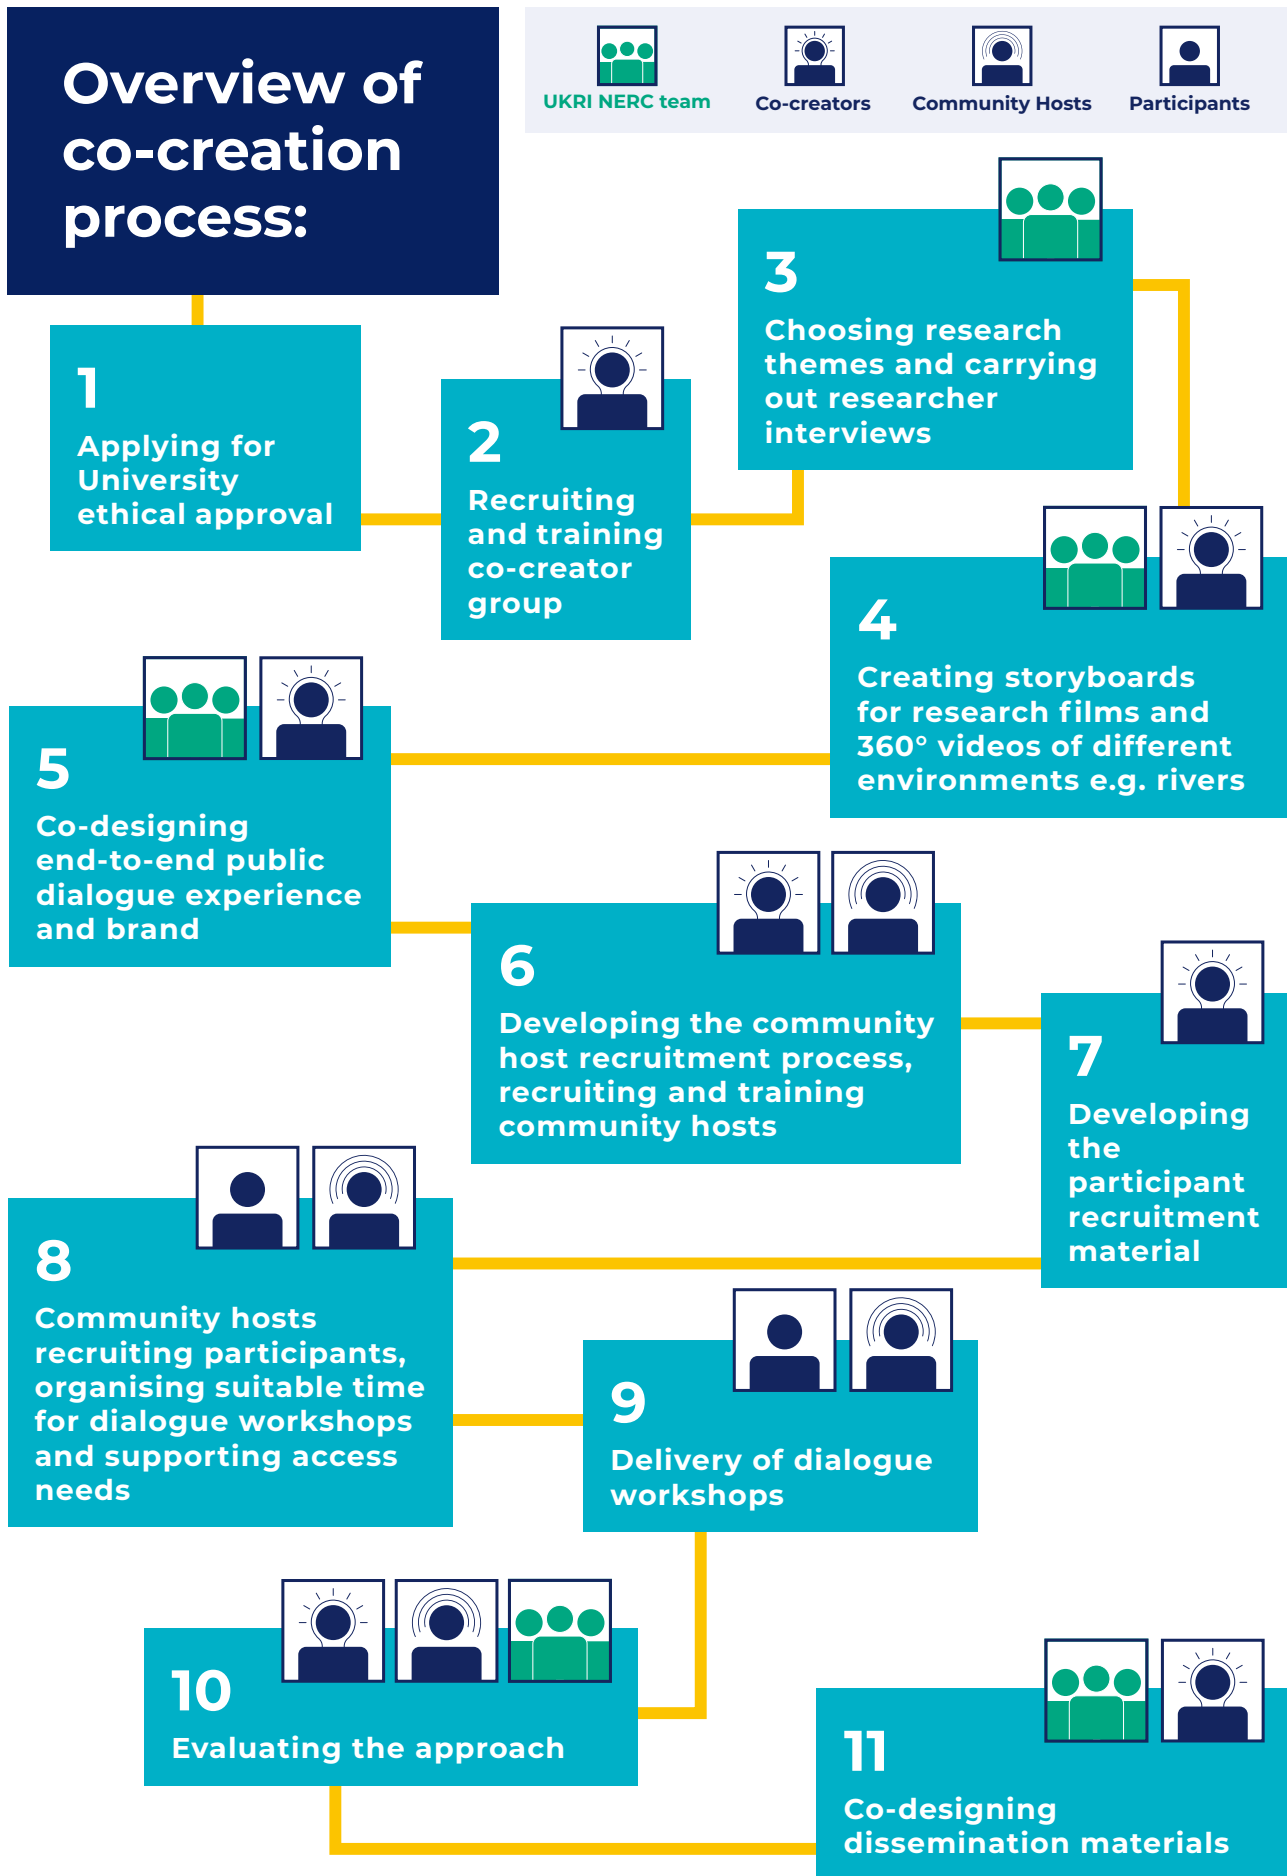 Overview of
co-creation
process:
UKRI NERC team
Co-creators
Community Hosts
Participants
1
Applying for
University
ethical approval
2
Recruiting
and training
co-creator
group
3
Choosing research
themes and carrying
out researcher
interviews
4
Creating storyboards
for research films and
360° videos of different
environments e.g. rivers
5
Co-designing
end-to-end public
dialogue experience
and brand
6
Developing the community
host recruitment process,
recruiting and training
community hosts
7
Developing
the
participant
recruitment
material
8
Community hosts
recruiting participants,
organising suitable time
for dialogue workshops
and supporting access
needs
9
Delivery of dialogue
workshops
10
Evaluating the approach
11
Co-designing
dissemination materials